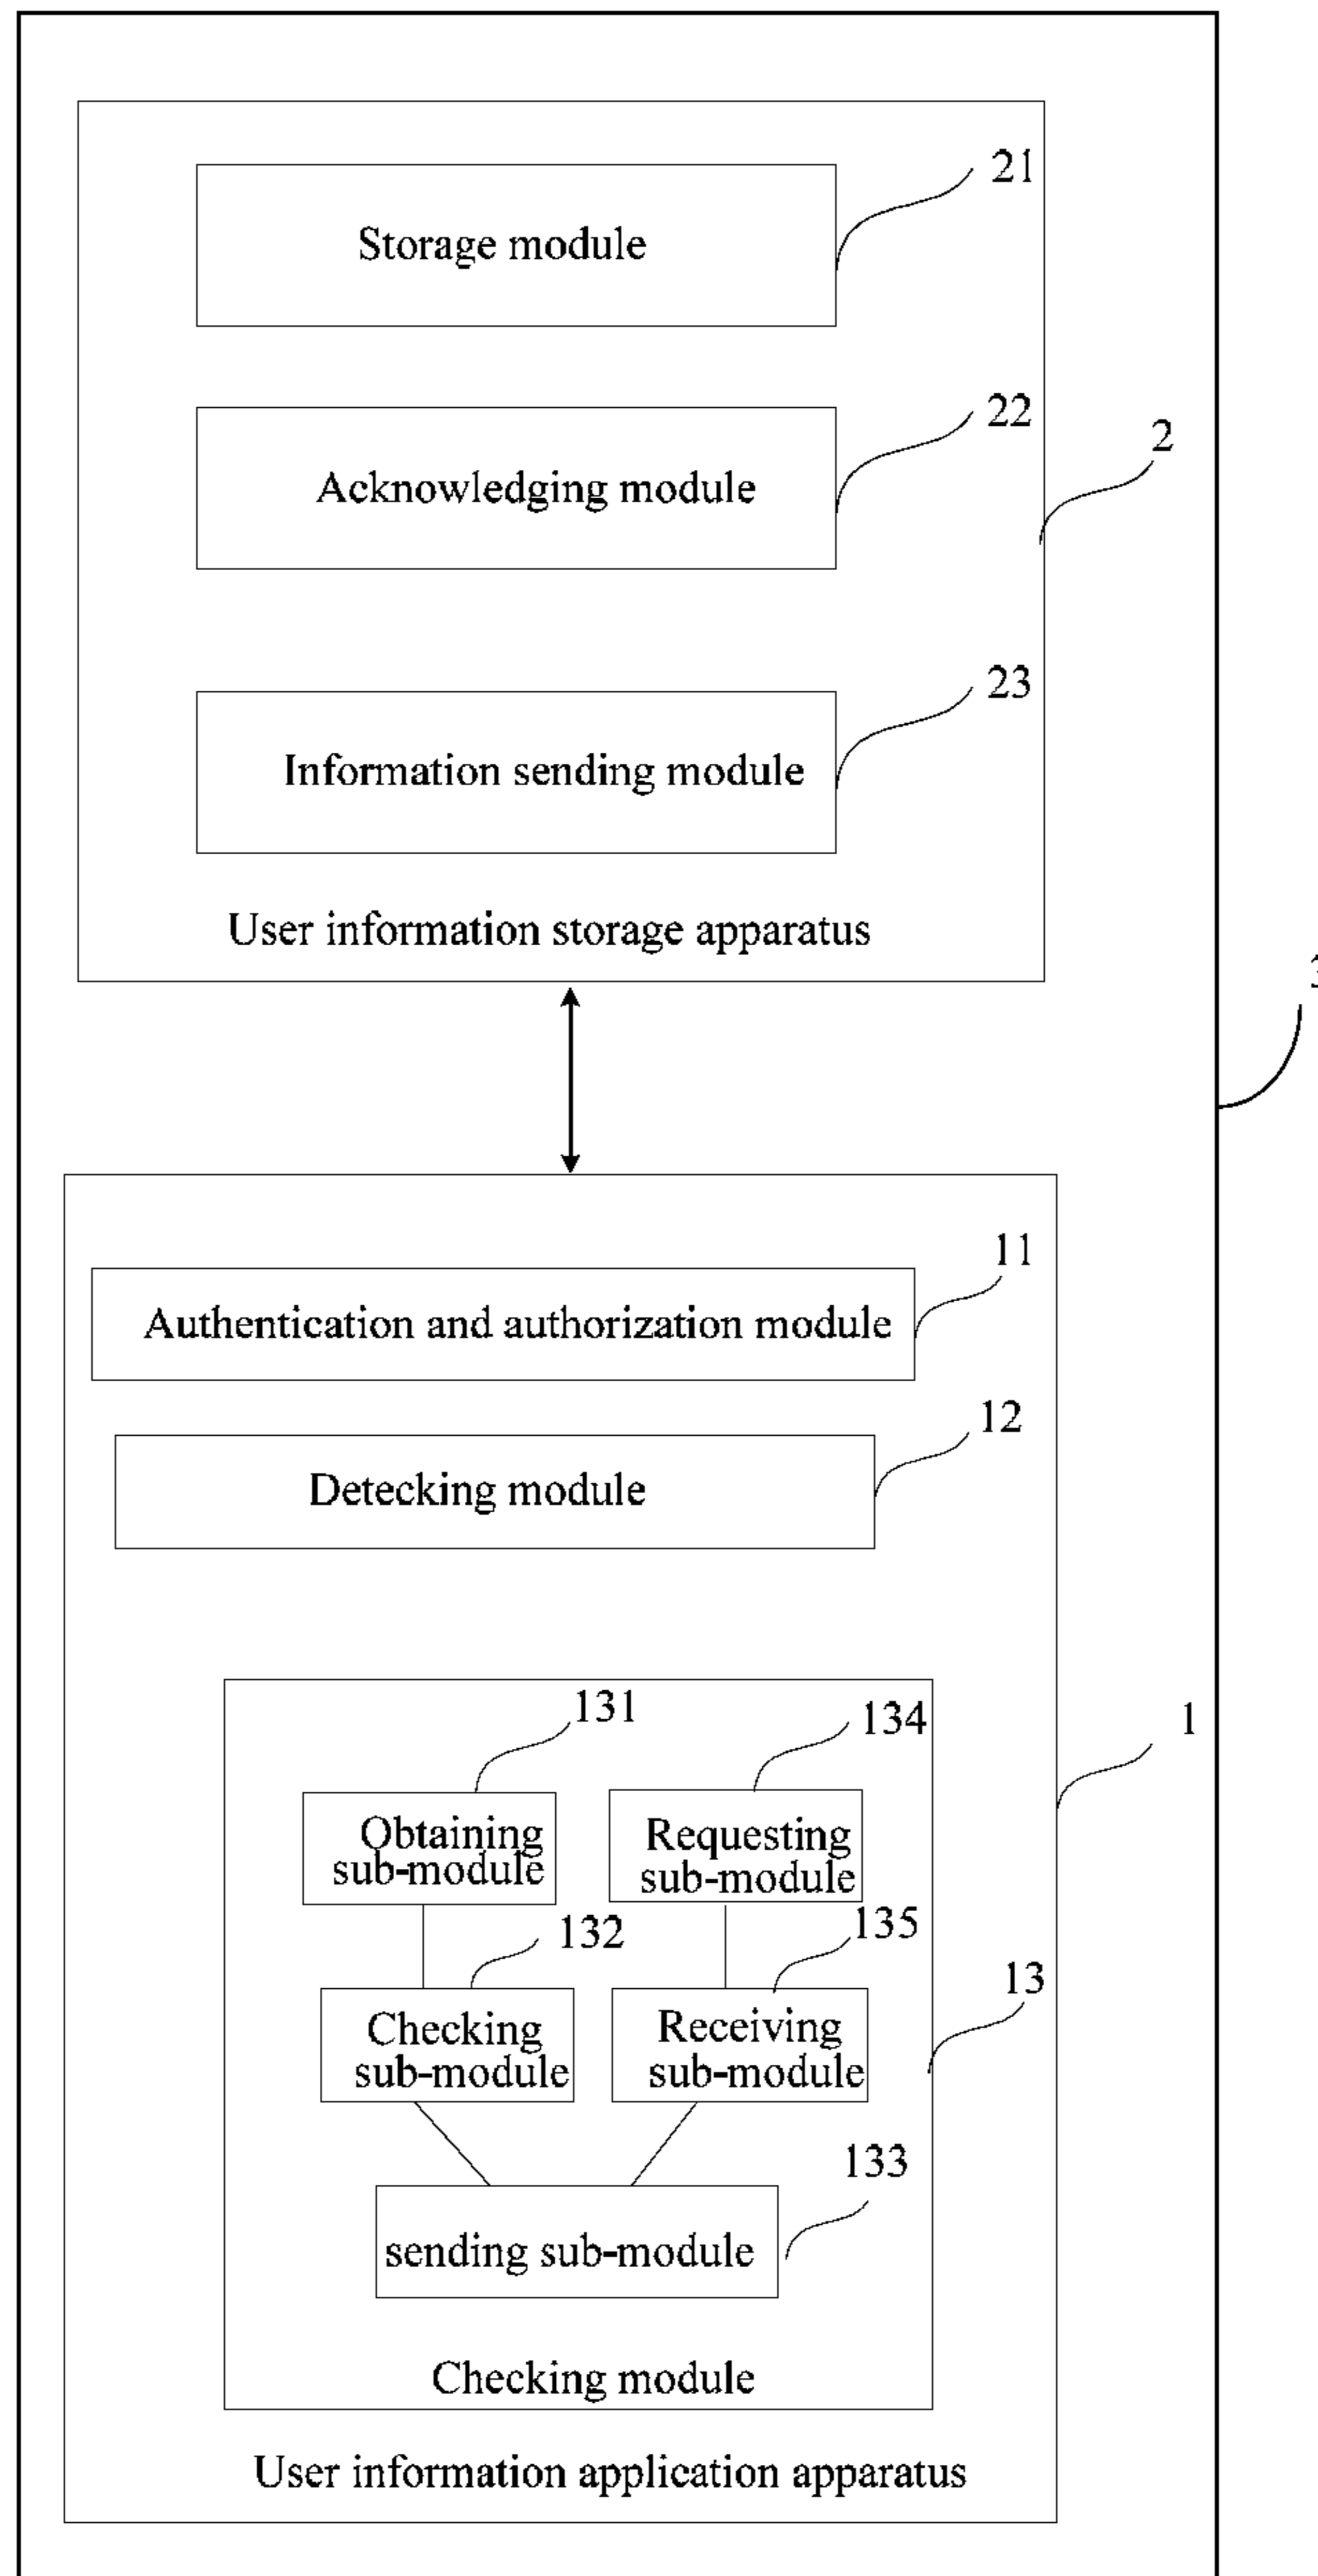 21
Storage module
22
Acknowledging module
2
23
Information sending module
User information storage apparatus
3
11
Authentication and authorization module
12
Detecking module
131
134
1
Obtaining
sub-module
Requesting
sub-module
132
135
13
Checking
sub-module
Receiving
sub-module
133
sending sub-module
Checking module
User information application apparatus